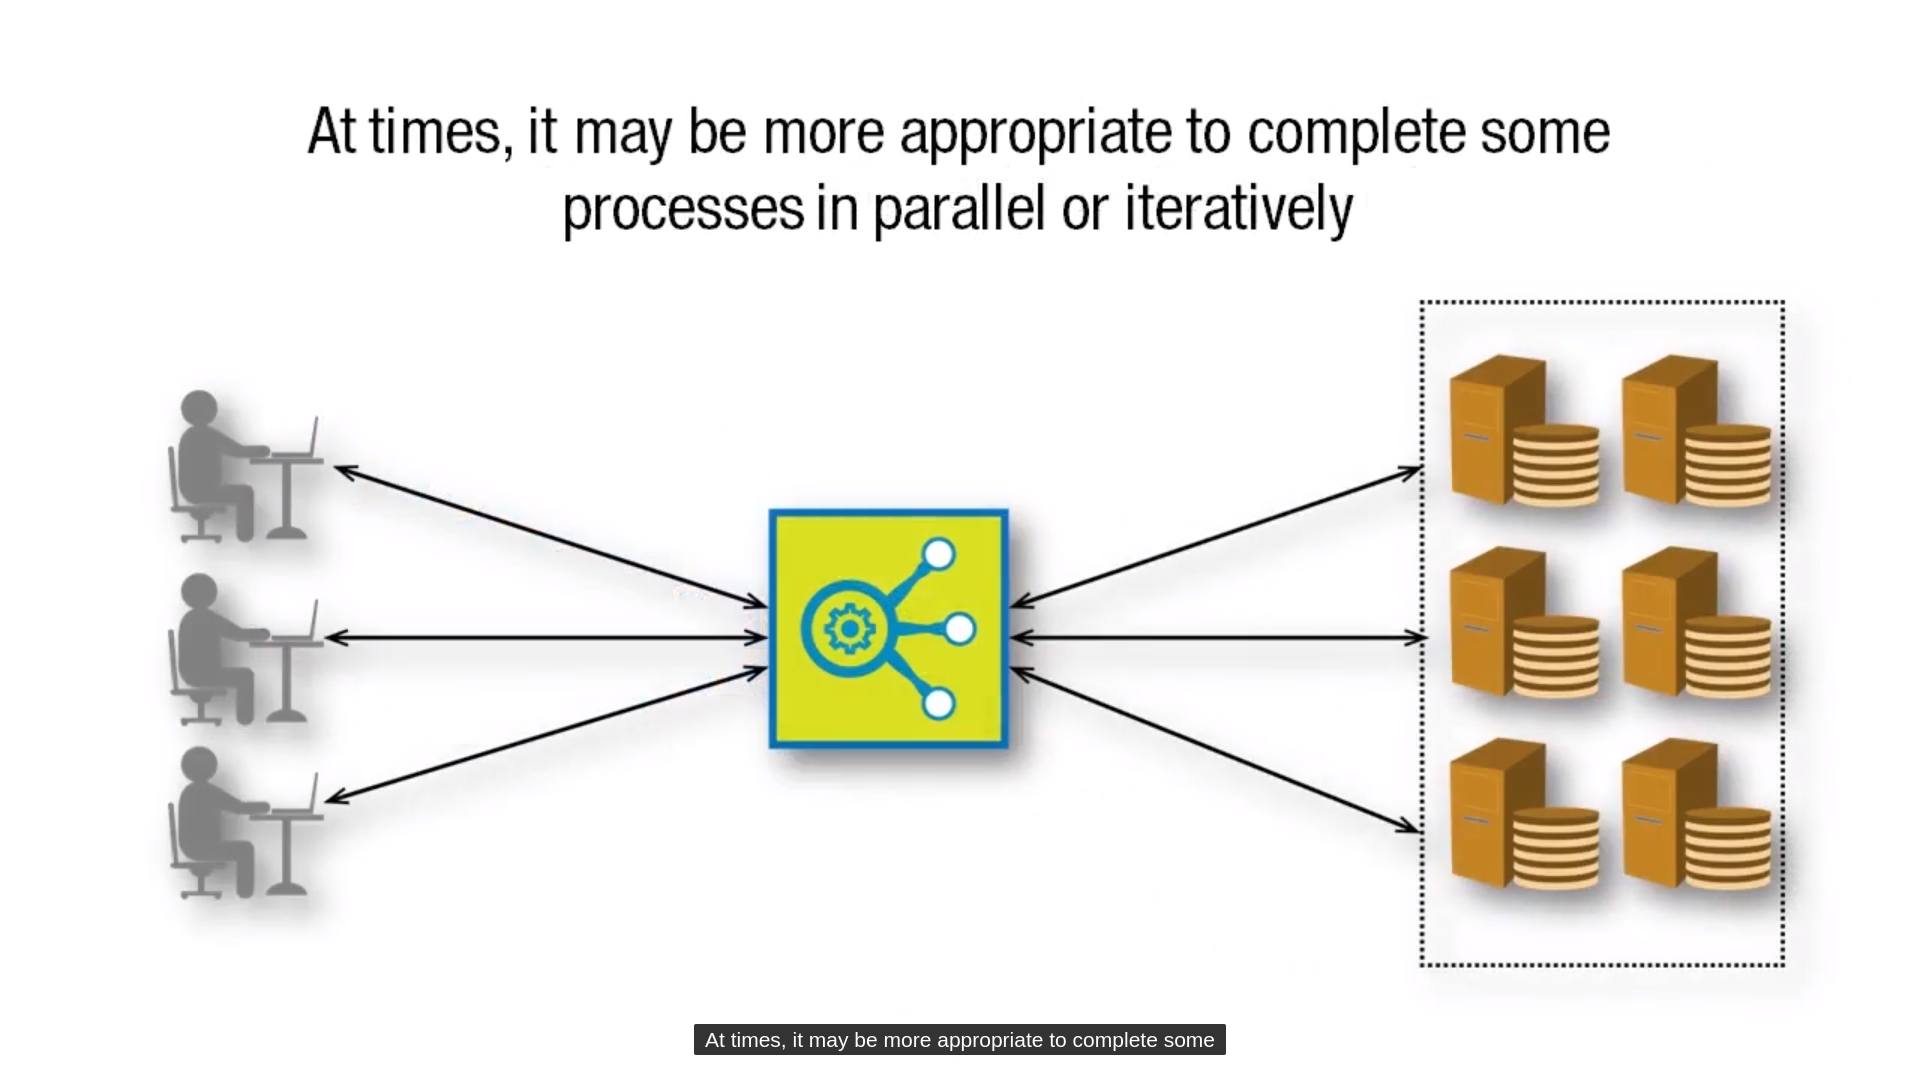 At times, it may be more appropriate to complete some
processes in parallel or iteratively
At times, it may be more appropriate to complete some